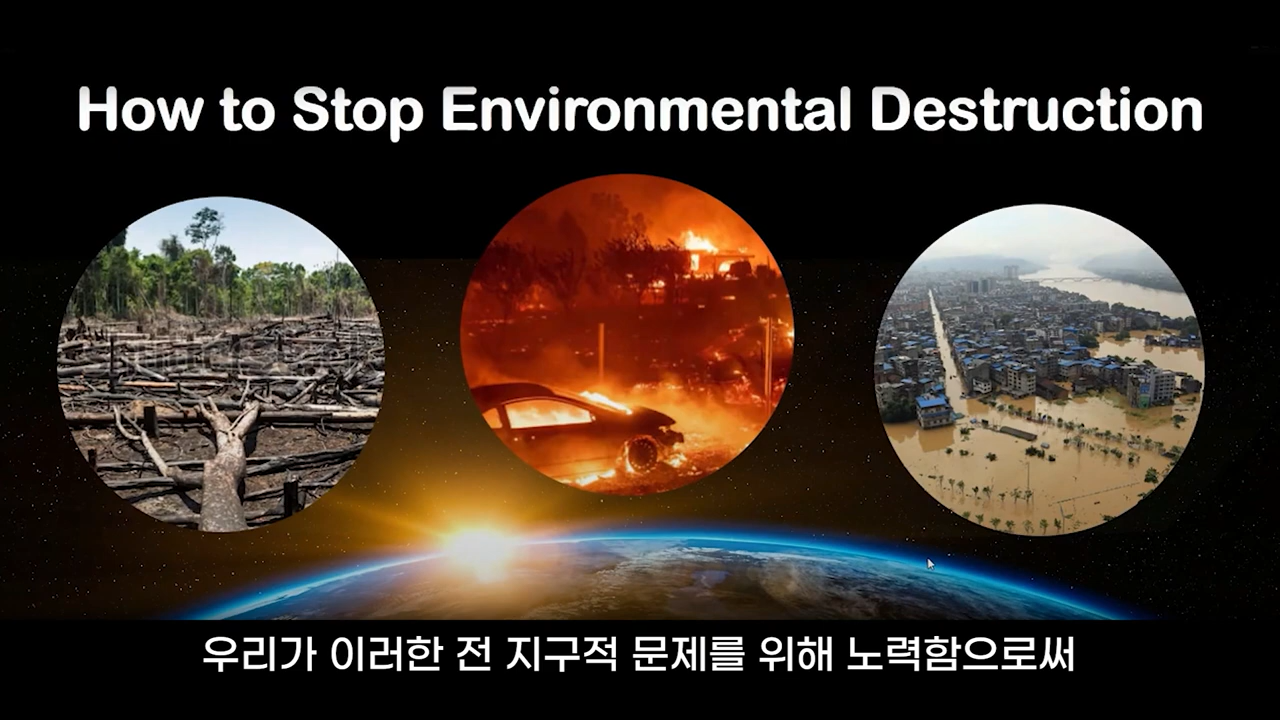 How to Stop Environmental Destruction
우리가 이러한 전 지구적 문제를 위해 노력함으로써